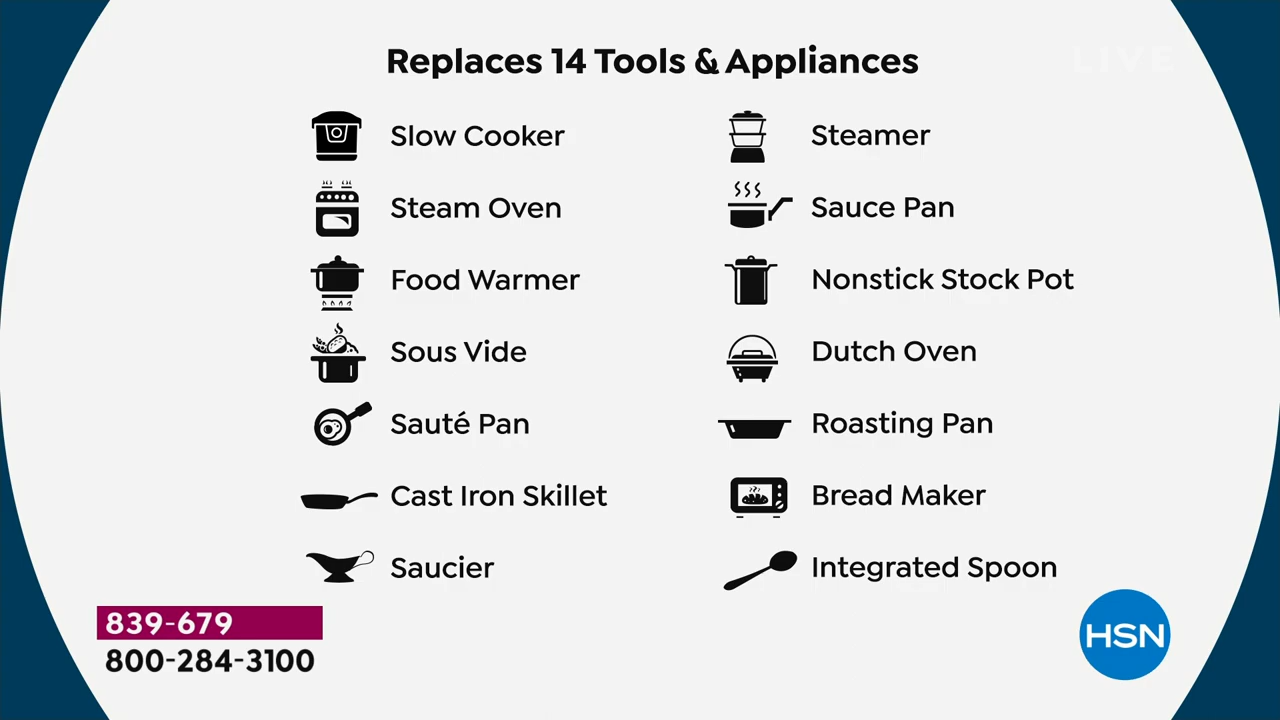 LIVE
Replaces 14 Tools & Appliances
Slow Cooker
Steam Oven
Food Warmer
Sous Vide
Sauté Pan
Cast Iron Skillet
Saucier
Steamer
Sauce Pan
Nonstick Stock Pot
Dutch Oven
Roasting Pan
Bread Maker
Integrated Spoon
839-679
800-284-3100
HSN